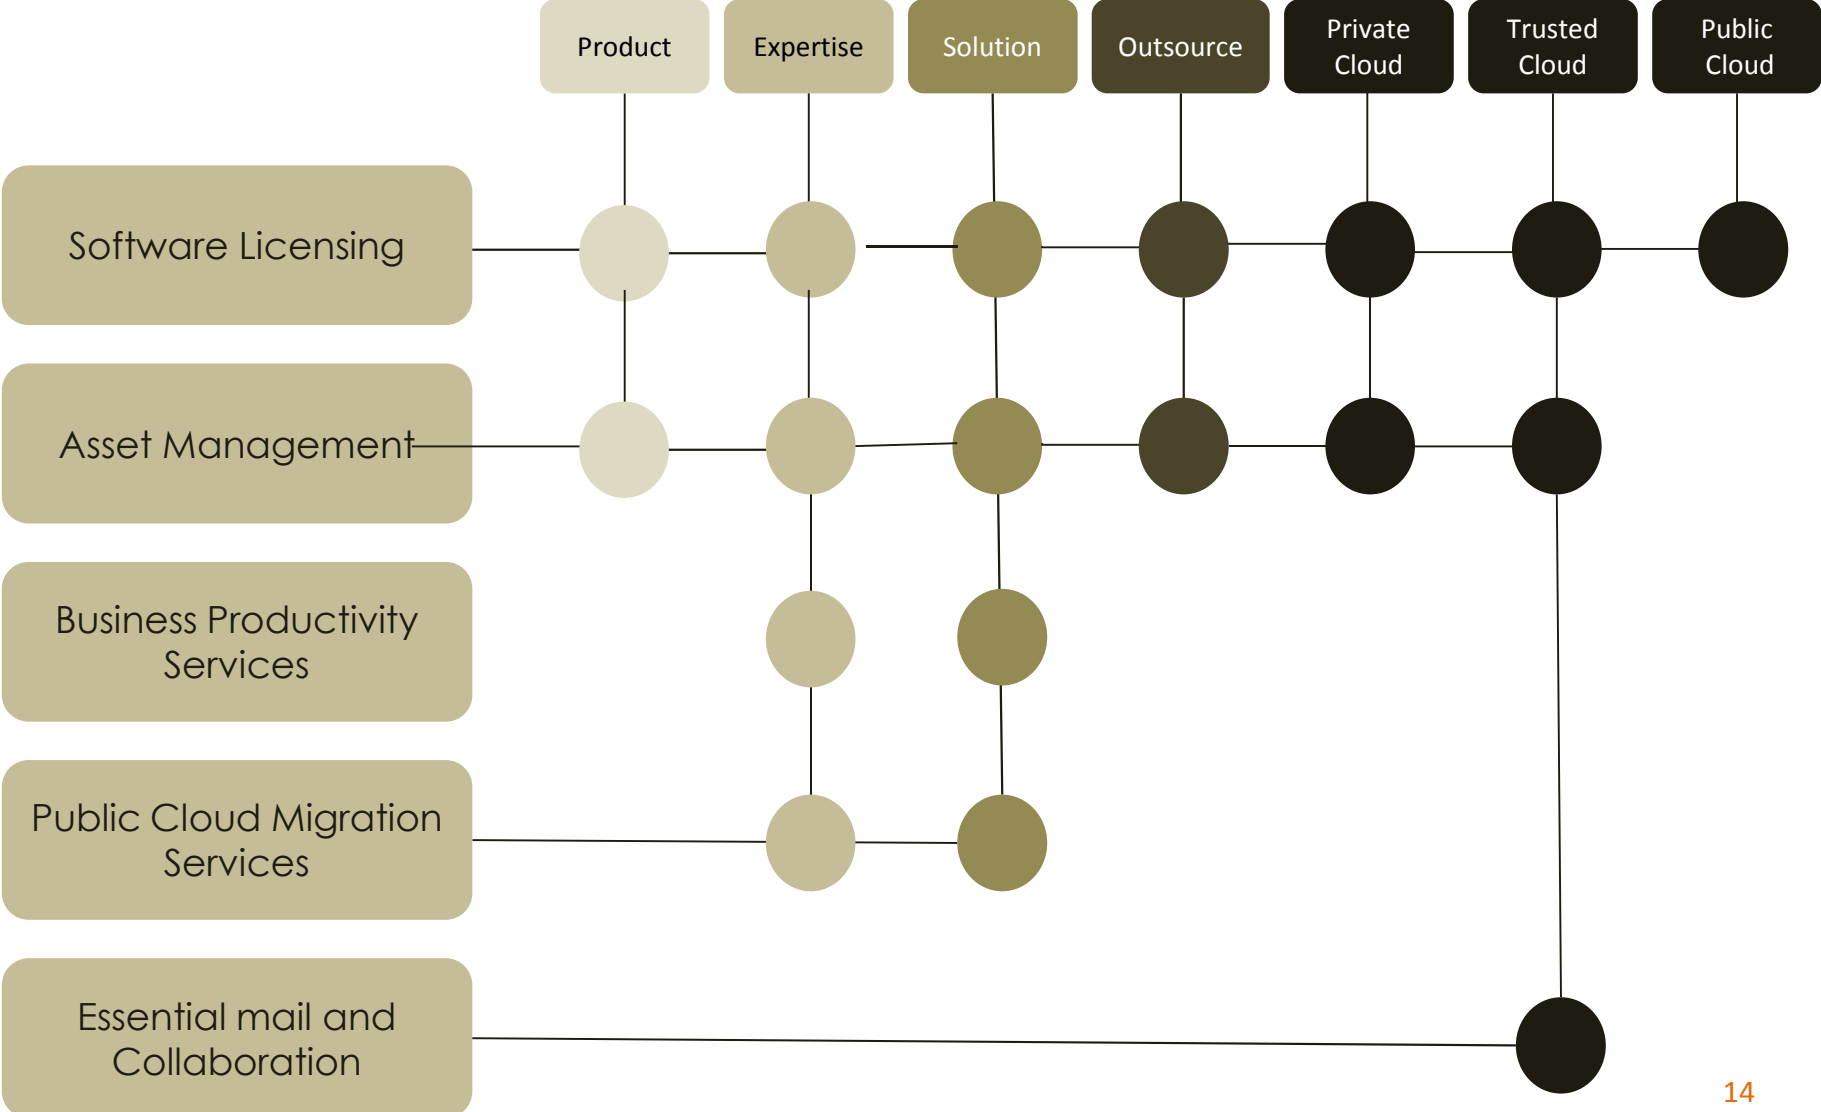 Product
Expertise
Solution
Outsource
Private
Cloud
Trusted
Cloud
Public
Cloud
Software Licensing
Asset Management
Business Productivity
Services
Public Cloud Migration
Services
Essential mail and
Collaboration
14